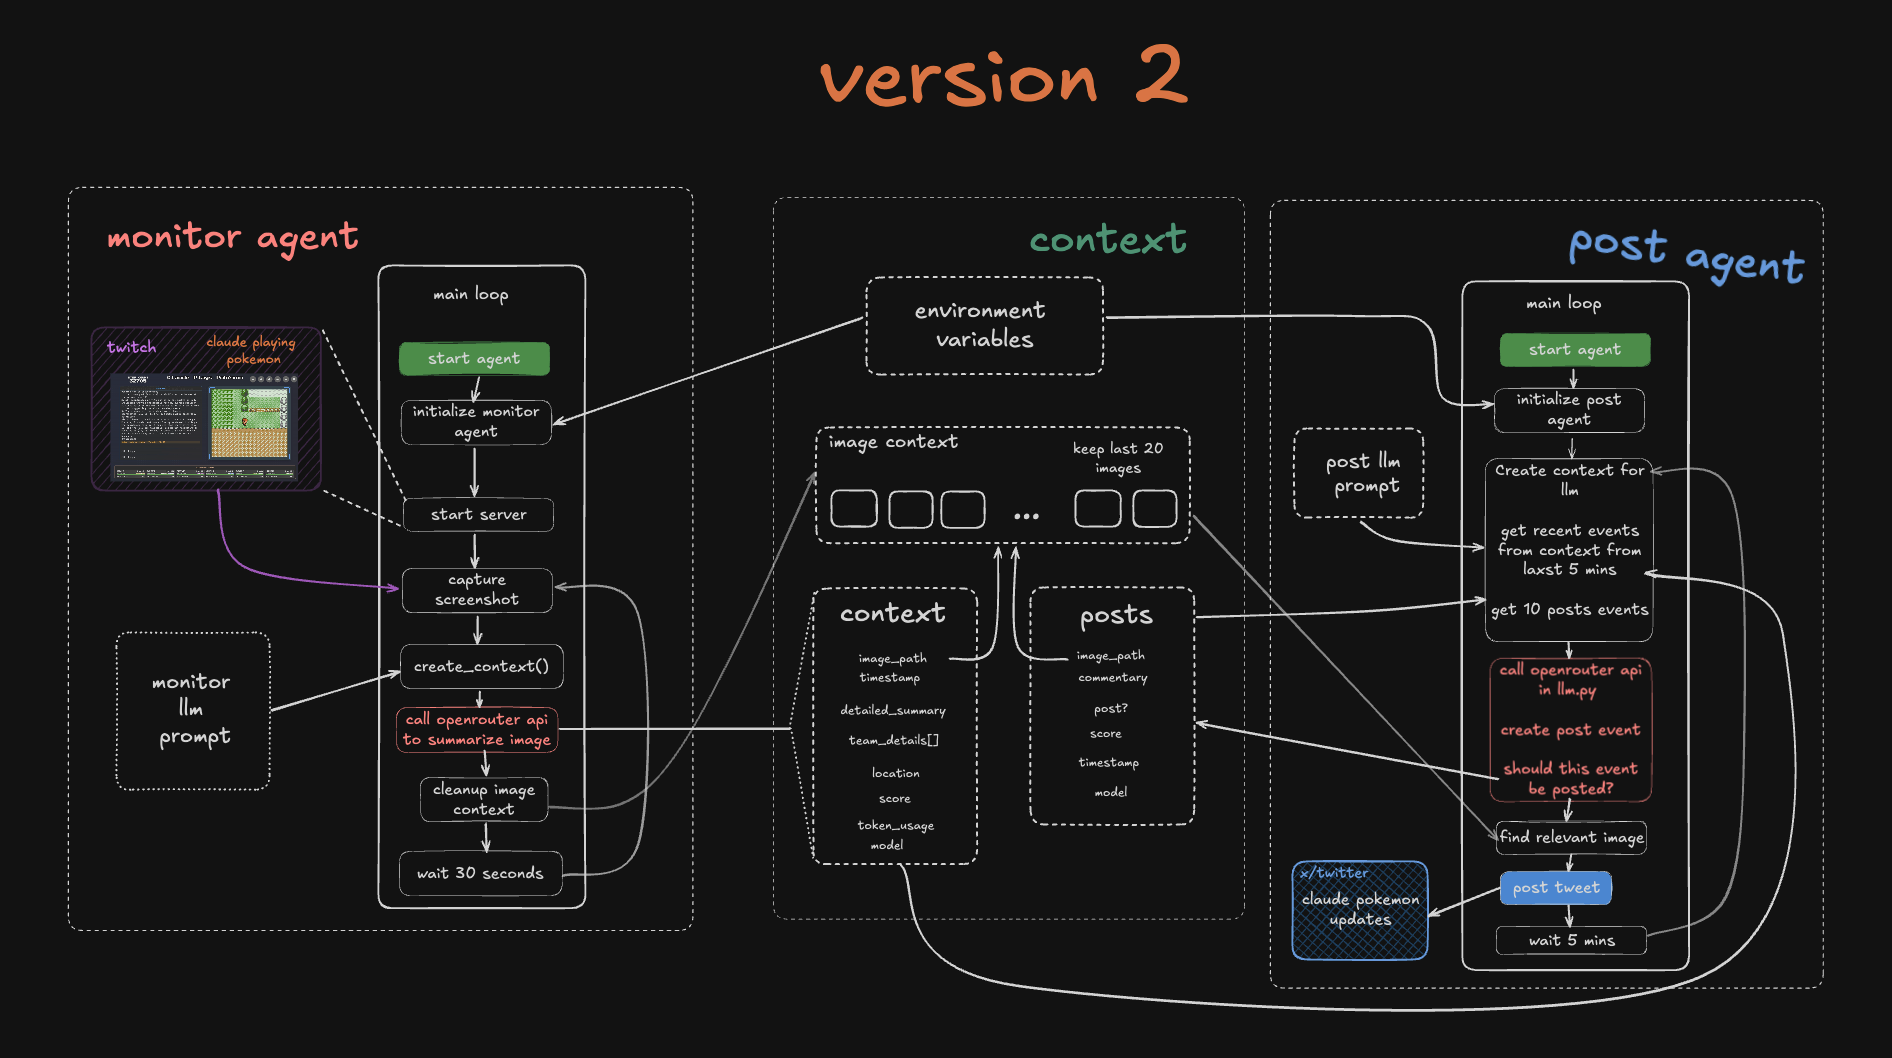 version 2
monitor agent
main loop
start agent
initialize monitor
agent
start server
capture
screenshot
create_context()
call openrouter api
to summarize image
cleanup image
context
wait 30 seconds
twitch
claude playing
pokemon
monitor
llm
prompt
context
environment
variables
image context
keep last 20
images
...
context
image_path
timestamp
detailed_summary
team_details[]
location
score
token_usage
model
posts
image_path
commentary
post?
score
timestamp
model
post agent
main loop
start agent
initialize post
agent
post llm
prompt
Create context for
llm
get recent events
from context from
laxst 5 mins
get 10 posts events
call openrouter api
in llm.py
create post event
should this event
be posted?
find relevant image
post tweet
wait 5 mins
x/twitter
claude pokemon
updates